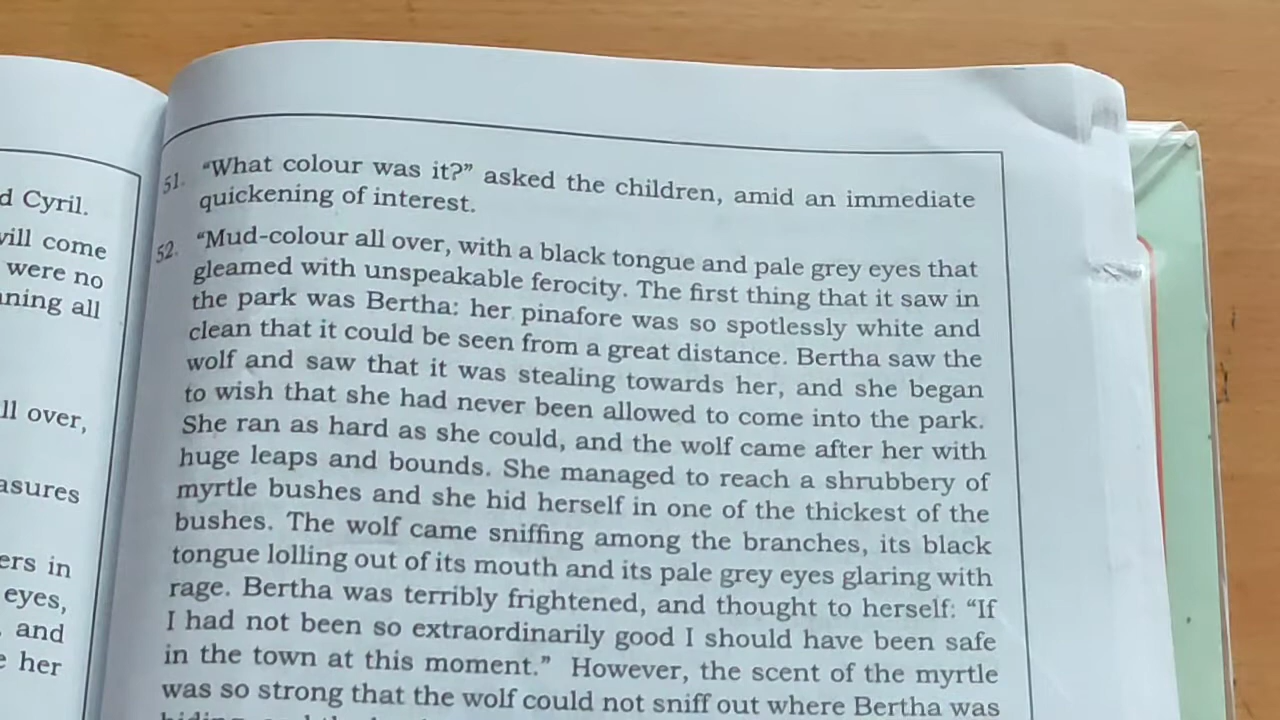 d Cyril.
will come
were no
ning all
ll over,
asures
ers in
eyes,
and
her
51. “What colour was it?” asked the children, amid an immediate
quickening of interest.
52. “Mud-colour all over, with a black tongue and pale grey eyes that
gleamed with unspeakable ferocity. The first thing that it saw in
the park was Bertha: her pinafore was so spotlessly white and
clean that it could be seen from a great distance. Bertha saw the
wolf and saw that it was stealing towards her, and she began
to wish that she had never been allowed to come into the park.
She ran as hard as she could, and the wolf came after her with
huge leaps and bounds. She managed to reach a shrubbery of
myrtle bushes and she hid herself in one of the thickest of the
bushes. The wolf came sniffing among the branches, its black
tongue lolling out of its mouth and its pale grey eyes glaring with
rage. Bertha was terribly frightened, and thought to herself: “If
I had not been so extraordinarily good I should have been safe
in the town at this moment.” However, the scent of the myrtle
was so strong that the wolf could not sniff out where Bertha was